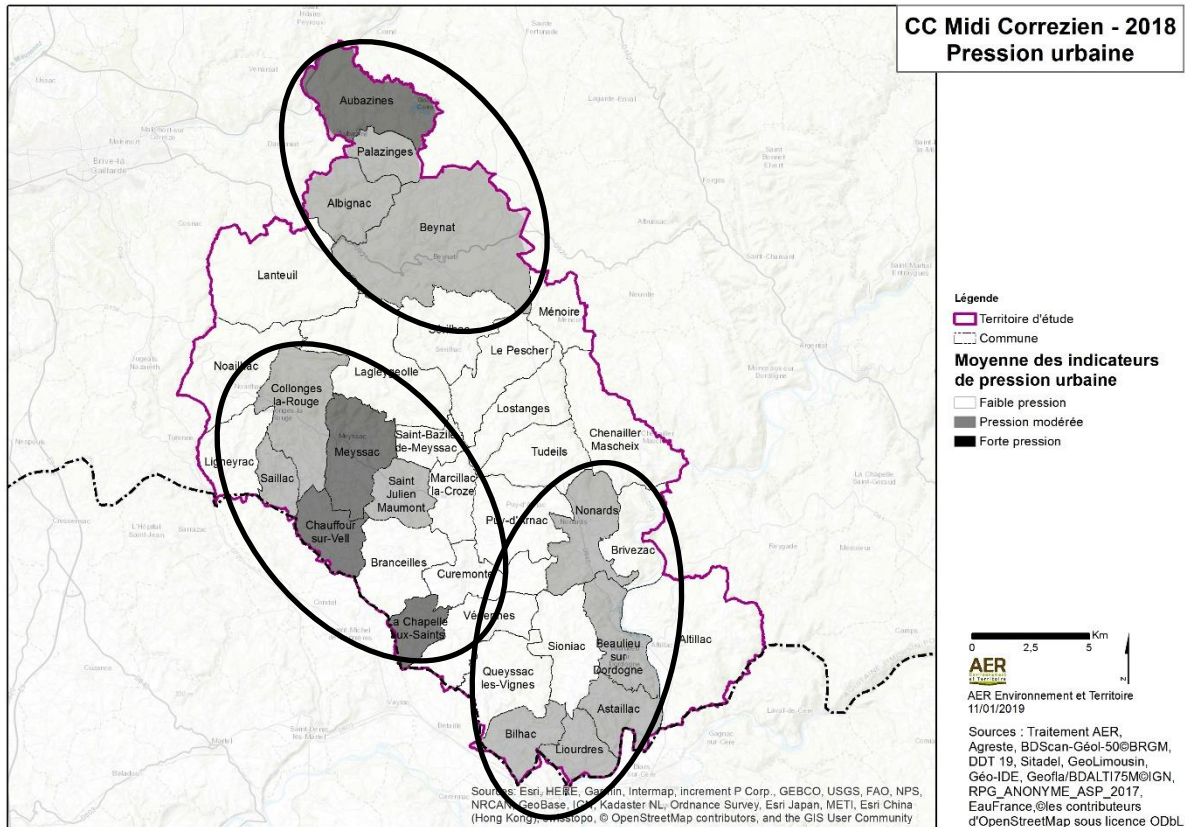 CC Midi Correzien - 2018
Pression urbaine
Aubazines
Palazinges
Albignac
Beynat
Beynat
Lanteuil
Ménoire
Sérilhac
Le Pescher
Noailhac
Lagleygeolle
Collonges
la-Rouge
Lostanges
Chenailler
Mascheix
Saint-Bazile
de-Meyssac
Meyssac
Meyssac
Tudeils
Ligneyrac
Saillac
Saint
Julien
Maumont
Marcillac
la-Croze
Nonards
Puy-d'Arnac
Chauffour
sur-Vell
Brivezac
Branceilles
Curemonte
La Chapelle
aux-Saints
Végennes
Sioniac
Beaulieu
sur
Dordogne
Altillac
Queyssac
les-Vignes
Astaillac
Bilhac
Liourdres
Brive-la
Gaillarde
Légende
Territoire d'étude
Commune
Moyenne des indicateurs
de pression urbaine
Faible pression
Pression modérée
Forte pression
Km
0 2,5 5
AER
Environnement
et Territoire
AER Environnement et Territoire
11/01/2019
Sources : Traitement AER,
Agreste, BDScan-Géol-50©BRGM,
DDT 19, Sitadel, GeoLimousin,
Géo-IDE, Geofla/BDALTI75M©IGN,
RPG_ANONYME_ASP_2017,
EauFrance,©les contributeurs
d'OpenStreetMap sous licence ODbL
Sources: Esri, HERE, Garmin, Intermap, increment P Corp., GEBCO, USGS, FAO, NPS,
NRCAN, GeoBase, IGN, Kadaster NL, Ordnance Survey, Esri Japan, METI, Esri China
(Hong Kong), swisstopo, © OpenStreetMap contributors, and the GIS User Community